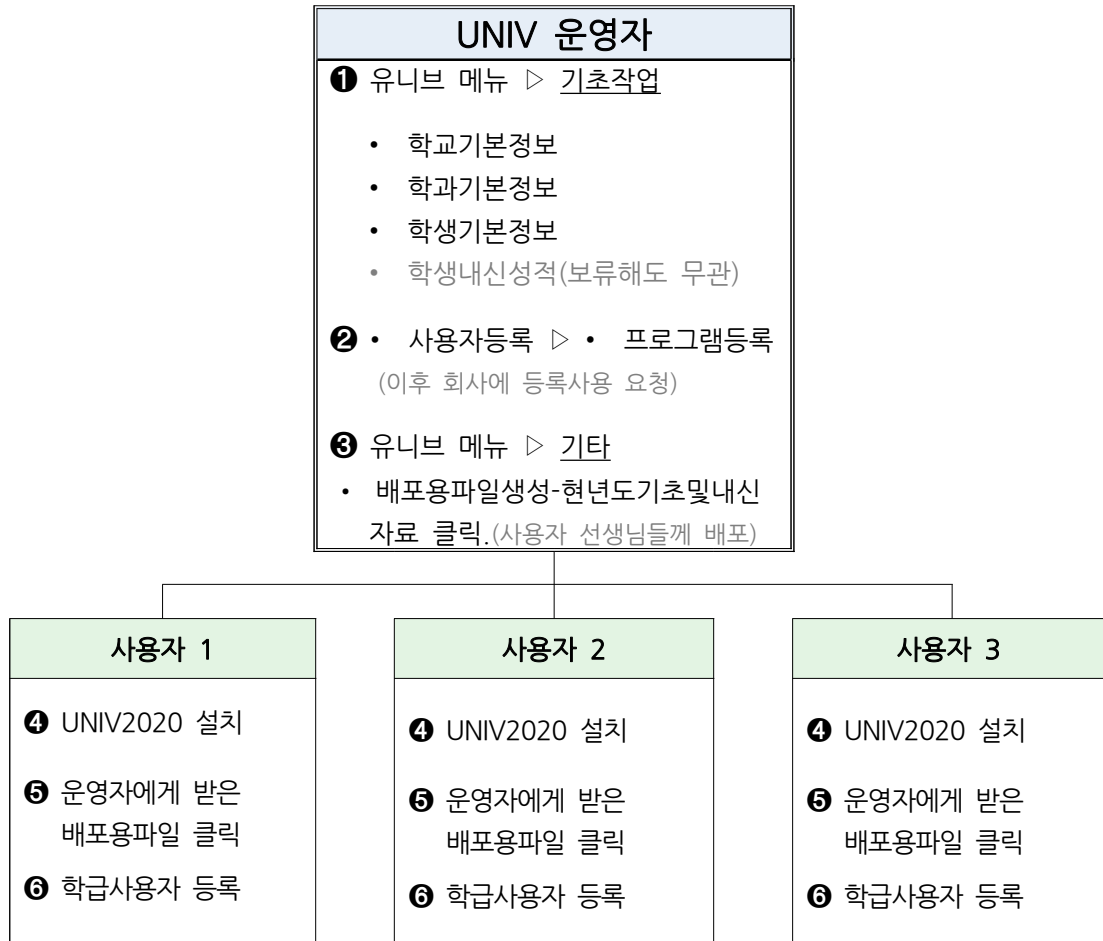 UNIV 운영자
❶ 유니브 메뉴 ▷ 기초작업
• 학교기본정보
• 학과기본정보
• 학생기본정보
• 학생내신성적(보류해도 무관)
❷ • 사용자등록 ▷ • 프로그램등록
(이후 회사에 등록사용 요청)
❸ 유니브 메뉴 ▷ 기타
• 배포용파일생성-현년도기초및내신
자료 클릭.(사용자 선생님들께 배포)
사용자 1
❹ UNIV2020 설치
❺ 운영자에게 받은
배포용파일 클릭
❻ 학급사용자 등록
사용자 2
❹ UNIV2020 설치
❺ 운영자에게 받은
배포용파일 클릭
❻ 학급사용자 등록
사용자 3
❹ UNIV2020 설치
❺ 운영자에게 받은
배포용파일 클릭
❻ 학급사용자 등록